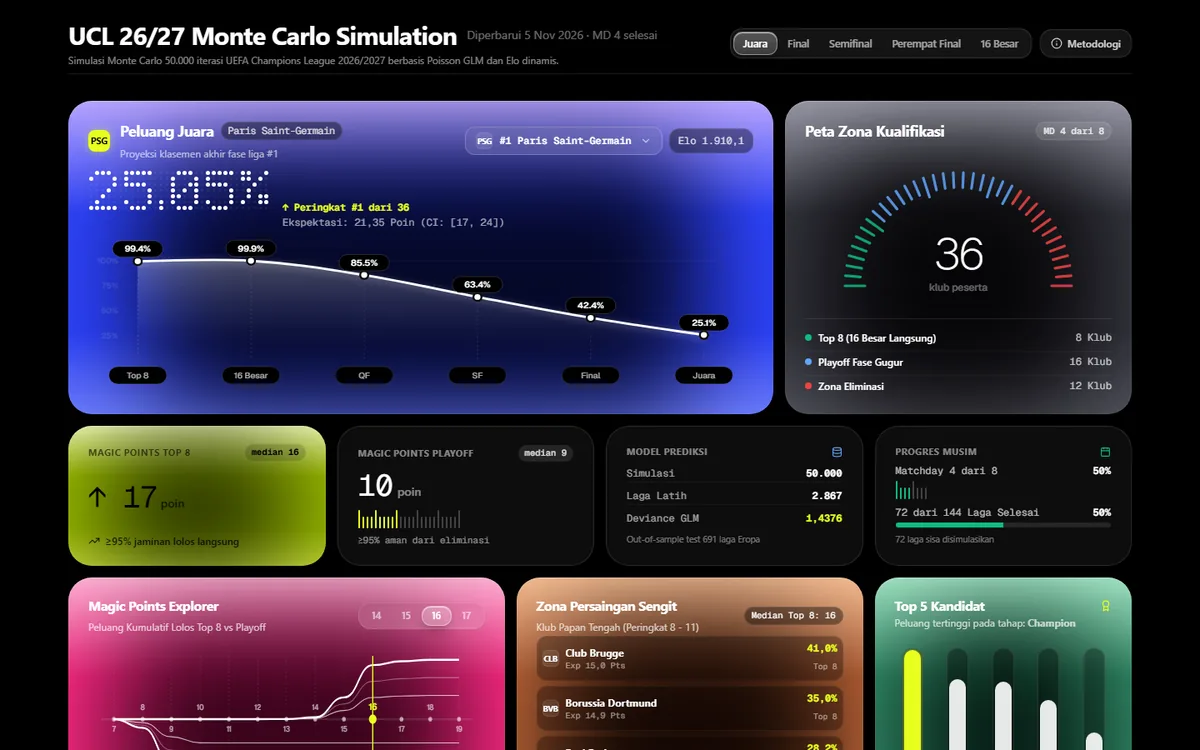 UCL 26/27 Monte Carlo Simulation
Diperbarui 5 Nov 2026 · MD 4 selesai
Simulasi Monte Carlo 50.000 iterasi UEFA Champions League 2026/2027 berbasis Poisson GLM dan Elo dinamis.
Juara
Final
Semifinal
Perempat Final
16 Besar
Metodologi
PSG
Peluang Juara
Paris Saint-Germain
Proyeksi klasemen akhir fase liga #1
PSG #1 Paris Saint-Germain
Elo 1.910,1
25.05%
↑ Peringkat #1 dari 36
Ekspektasi: 21,35 Poin (CI: [17, 24])
100%
75%
50%
25%
99.4%
99.9%
85.5%
63.4%
42.4%
25.1%
Top 8
16 Besar
QF
SF
Final
Juara
Peta Zona Kualifikasi
MD 4 dari 8
36
klub peserta
Top 8 (16 Besar Langsung) 8 Klub
Playoff Fase Gugur 16 Klub
Zona Eliminasi 12 Klub
MAGIC POINTS TOP 8
median 16
↑ 17 poin
≥95% jaminan lolos langsung
MAGIC POINTS PLAYOFF
median 9
10 poin
≥95% aman dari eliminasi
MODEL PREDIKSI
Simulasi 50.000
Laga Latih 2.867
Deviance GLM 1,4376
Out-of-sample test 691 laga Eropa
PROGRES MUSIM
Matchday 4 dari 8 50%
72 dari 144 Laga Selesai 50%
72 laga sisa disimulasikan
Magic Points Explorer
Peluang Kumulatif Lolos Top 8 vs Playoff
14 15 16 17
8 10 12 14 16 18
7 9 11 13 15 17 19
Zona Persaingan Sengit
Klub Papan Tengah (Peringkat 8 - 11)
Median Top 8: 16
CLB
Club Brugge
Exp 15,0 Pts
41,0%
Top 8
BVB
Borussia Dortmund
Exp 14,9 Pts
35,0%
Top 8
28,2%
Top 5 Kandidat
Peluang tertinggi pada tahap: Champion